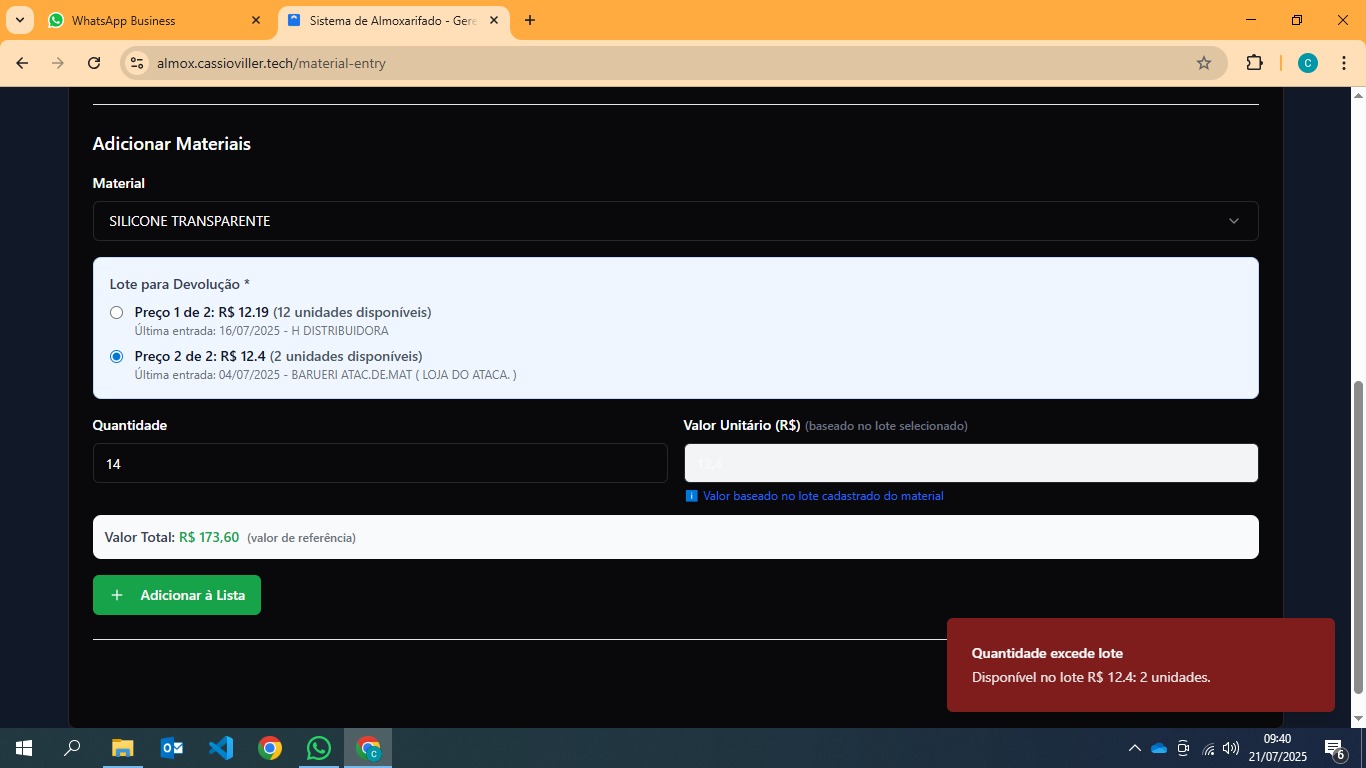 WhatsApp Business
Sistema de Almoxarifado - Gere
almox.cassioviller.tech/material-entry
C
Adicionar Materiais
Material
SILICONE TRANSPARENTE
Lote para Devolução *
Preço 1 de 2: R$ 12.19 (12 unidades disponíveis)
Última entrada: 16/07/2025 - H DISTRIBUIDORA
Preço 2 de 2: R$ 12.4 (2 unidades disponíveis)
Última entrada: 04/07/2025 - BARUERI ATAC.DE.MAT ( LOJA DO ATACA. )
Quantidade
Valor Unitário (R$) (baseado no lote selecionado)
14
12.4
i Valor baseado no lote cadastrado do material
Valor Total: R$ 173,60 (valor de referência)
+ Adicionar à Lista
Quantidade excede lote
Disponível no lote R$ 12.4: 2 unidades.
09:40
21/07/2025
6